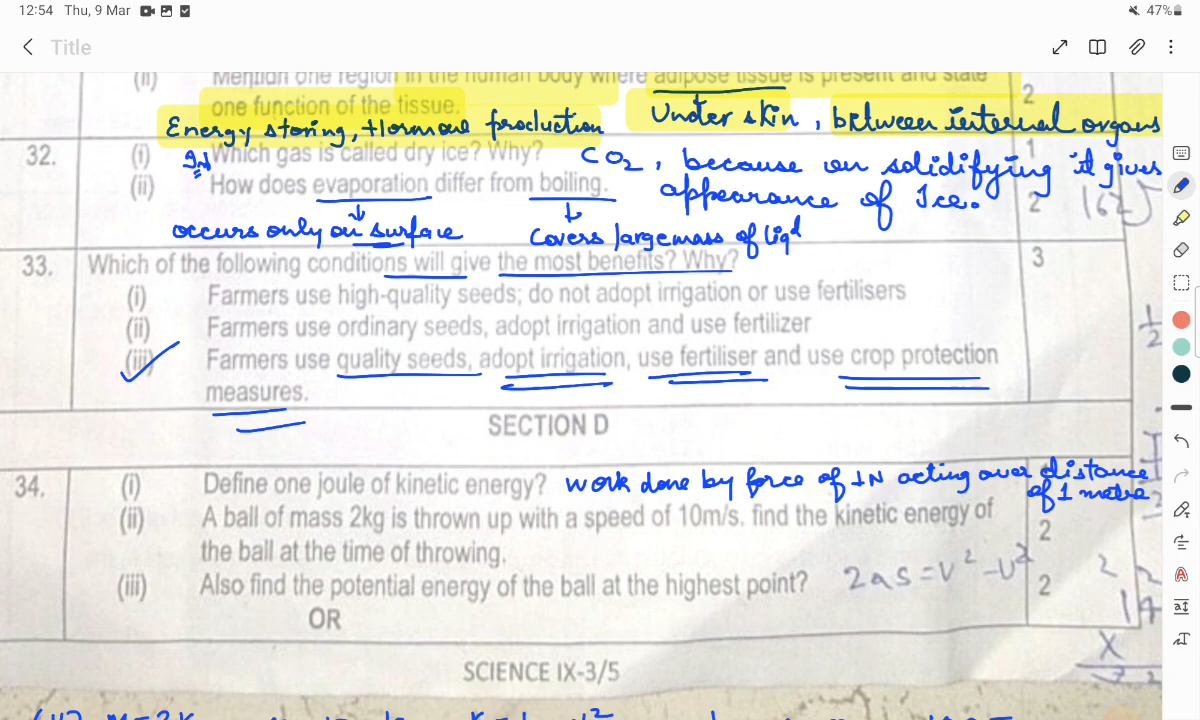 12:54 Thu, 9 Mar 47%
Title
(ii) Mention one region in the human body where adipose tissue is present and state
one function of the tissue. 2
Energy storing, Hormone production Under skin, between internal organs
32. (i) Which gas is called dry ice? Why? 1
CO2, because on solidifying it gives
appearance of Ice.
(ii) How does evaporation differ from boiling. 2
occurs only on surface Covers large mass of liqd
33. Which of the following conditions will give the most benefits? Why? 3
(i) Farmers use high-quality seeds; do not adopt irrigation or use fertilisers
(ii) Farmers use ordinary seeds, adopt irrigation and use fertilizer
(iii) Farmers use quality seeds, adopt irrigation, use fertiliser and use crop protection
measures.
SECTION D
34. (i) Define one joule of kinetic energy? work done by force of 1N acting over distance
of 1 metre
(ii) A ball of mass 2kg is thrown up with a speed of 10m/s. find the kinetic energy of 2
the ball at the time of throwing.
(iii) Also find the potential energy of the ball at the highest point? 2
2as=v²-u²
OR
SCIENCE IX-3/5